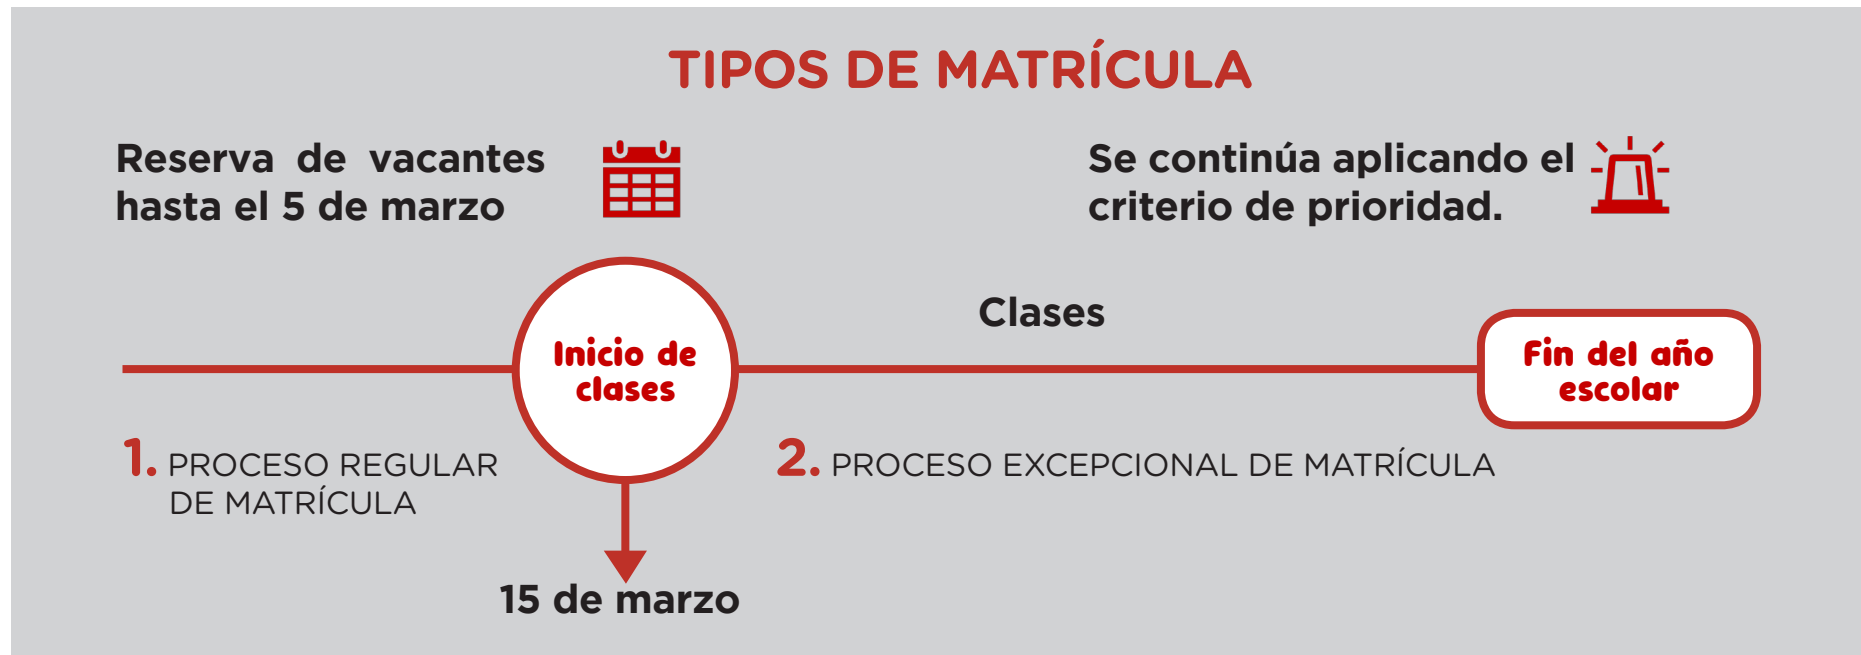 TIPOS DE MATRÍCULA
Reserva de vacantes
hasta el 5 de marzo
Se continúa aplicando el
criterio de prioridad.
Clases
Inicio de
clases
Fin del año
escolar
1. PROCESO REGULAR
DE MATRÍCULA
2. PROCESO EXCEPCIONAL DE MATRÍCULA
15 de marzo